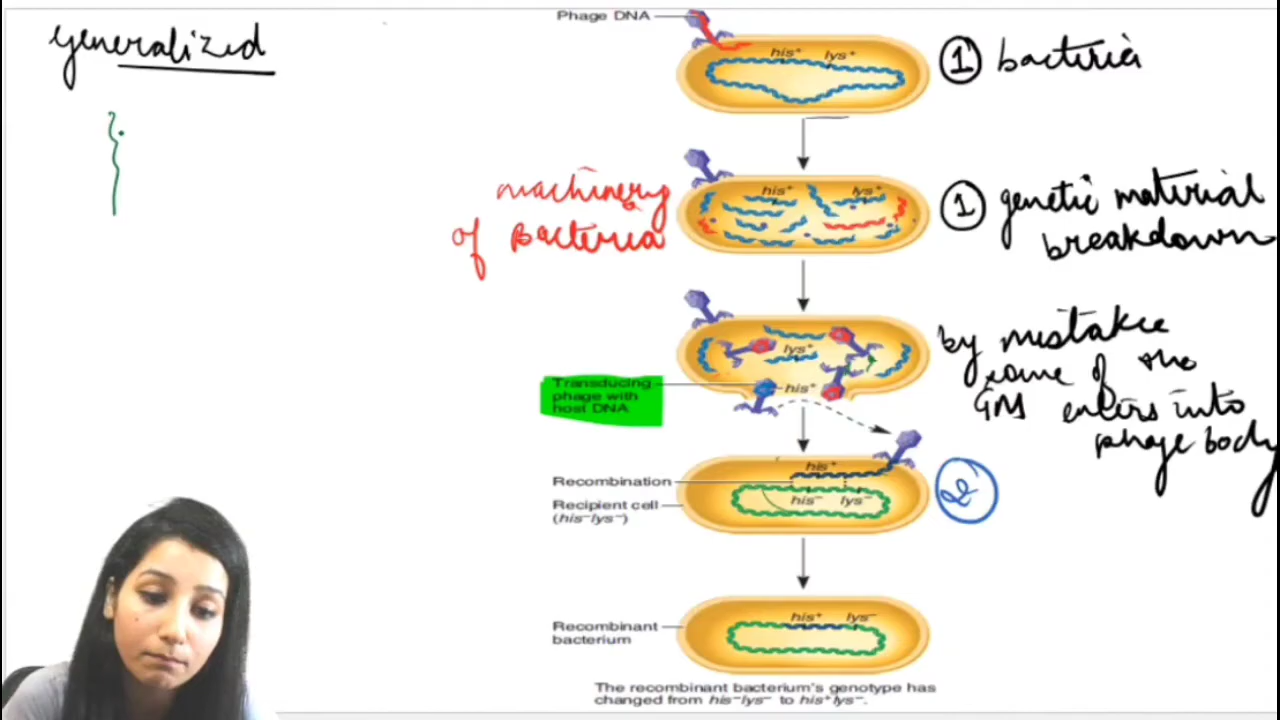 generalized
Phage DNA
his+ lys+
① bacteria
machinery
of Bacteria
his+ lys+
① genetic material
breakdown
lys+
Transducing
phage with
host DNA
his+
by mistake
some of the
GM enters into
phage body
his+
Recombination
his− lys−
Recipient cell
(his−lys−)
②
his+ lys−
Recombinant
bacterium
The recombinant bacterium's genotype has
changed from his−lys− to his+lys−.